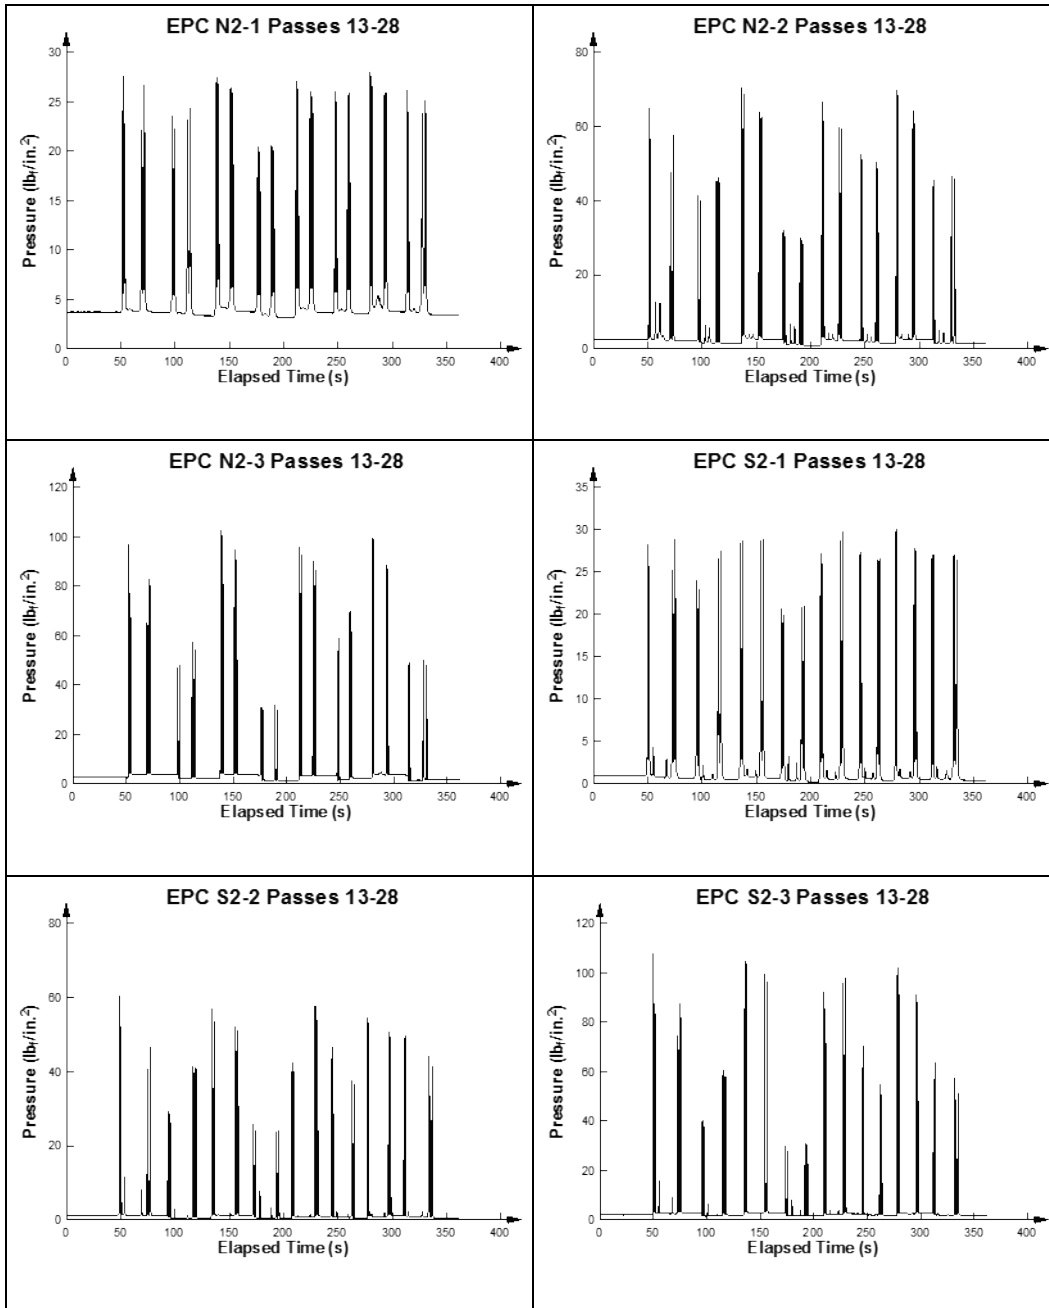 EPC N2-1 Passes 13-28
30
25
20
15
10
5
0
Pressure (lbf/in.²)
0 50 100 150 200 250 300 350 400
Elapsed Time (s)
EPC N2-2 Passes 13-28
80
60
40
20
0
Pressure (lbf/in.²)
0 50 100 150 200 250 300 350 400
Elapsed Time (s)
EPC N2-3 Passes 13-28
120
100
80
60
40
20
0
Pressure (lbf/in.²)
0 50 100 150 200 250 300 350 400
Elapsed Time (s)
EPC S2-1 Passes 13-28
35
30
25
20
15
10
5
0
Pressure (lbf/in.²)
0 50 100 150 200 250 300 350 400
Elapsed Time (s)
EPC S2-2 Passes 13-28
80
60
40
20
0
Pressure (lbf/in.²)
0 50 100 150 200 250 300 350 400
Elapsed Time (s)
EPC S2-3 Passes 13-28
120
100
80
60
40
20
0
Pressure (lbf/in.²)
0 50 100 150 200 250 300 350 400
Elapsed Time (s)